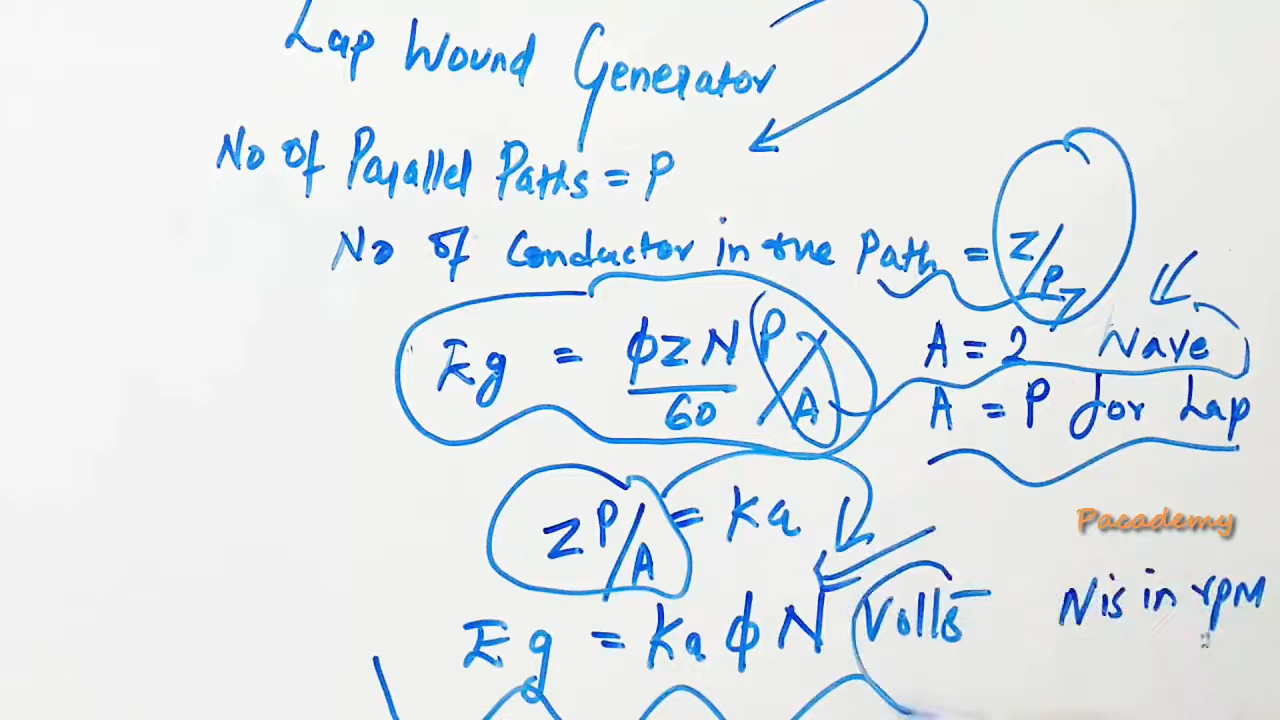 Lap Wound Generator
No Of Parallel Paths = P
No Of Conductor in the Path = Z/P
Eg = ϕZN/60 P/A A = 2 Wave
A = P for Lap
ZP/A = Ka
Pacademy
Eg = Ka ϕ N Volts N is in rpm